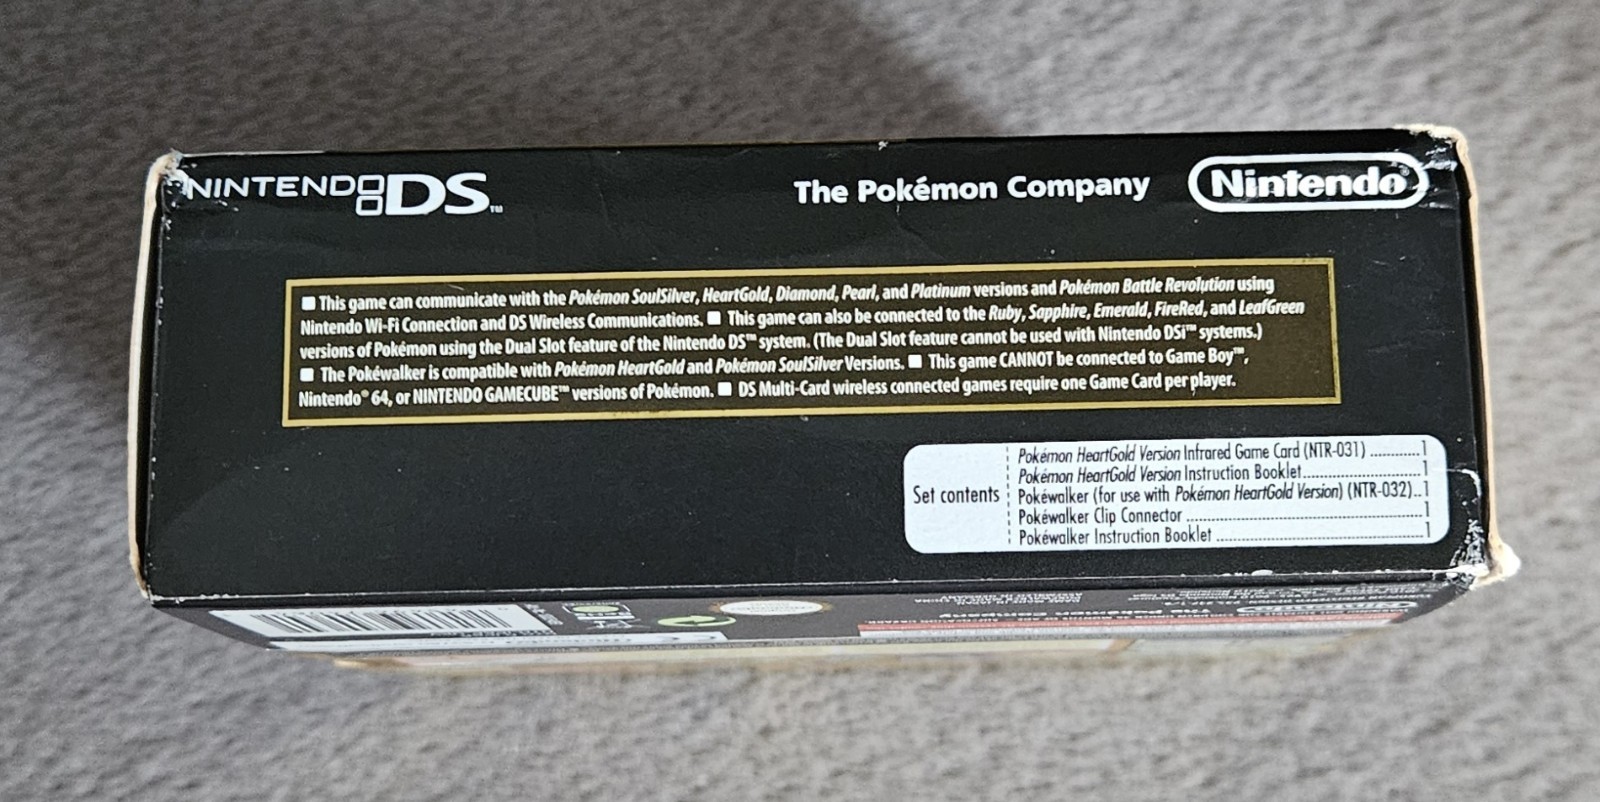 NINTENDO DS™
The Pokémon Company
Nintendo®
■ This game can communicate with the Pokémon SoulSilver, HeartGold, Diamond, Pearl, and Platinum versions and Pokémon Battle Revolution using
Nintendo Wi-Fi Connection and DS Wireless Communications. ■ This game can also be connected to the Ruby, Sapphire, Emerald, FireRed, and LeafGreen
versions of Pokémon using the Dual Slot feature of the Nintendo DS™ system. (The Dual Slot feature cannot be used with Nintendo DSi™ systems.)
■ The Pokéwalker is compatible with Pokémon HeartGold and Pokémon SoulSilver Versions. ■ This game CANNOT be connected to Game Boy™,
Nintendo® 64, or NINTENDO GAMECUBE™ versions of Pokémon. ■ DS Multi-Card wireless connected games require one Game Card per player.
Set contents
Pokémon HeartGold Version Infrared Game Card (NTR-031) ............1
Pokémon HeartGold Version Instruction Booklet............................1
Pokéwalker (for use with Pokémon HeartGold Version) (NTR-032)..1
Pokéwalker Clip Connector ........................................................1
Pokéwalker Instruction Booklet ..................................................1